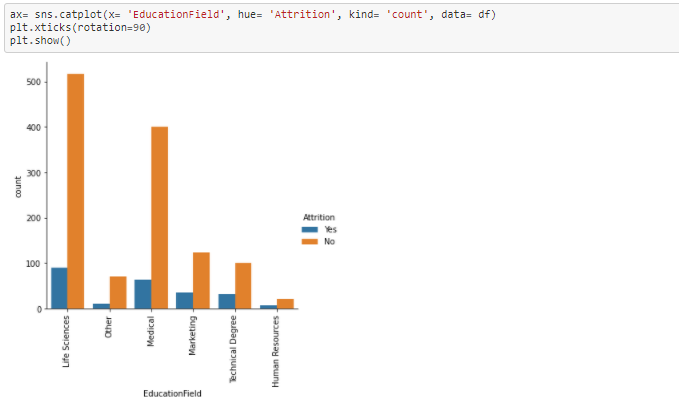 ax= sns.catplot(x= 'EducationField', hue= 'Attrition', kind= 'count', data= df)
plt.xticks(rotation=90)
plt.show()
500
400
300
200
100
0
count
Attrition
Yes
No
Life Sciences
Other
Medical
Marketing
Technical Degree
Human Resources
EducationField